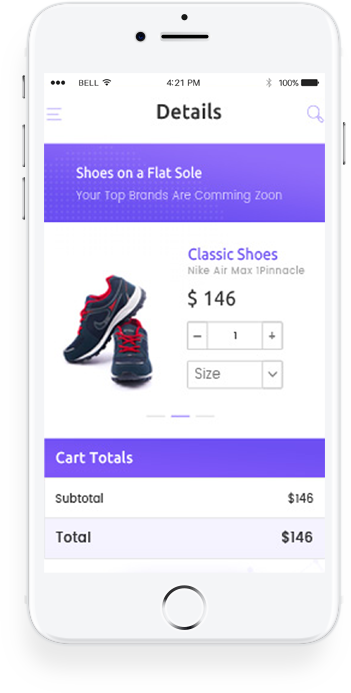 BELL 4:21 PM 100%
Details
Shoes on a Flat Sole
Your Top Brands Are Comming Zoon
Classic Shoes
Nike Air Max 1Pinnacle
$ 146
− 1 +
Size
Cart Totals
Subtotal $146
Total $146